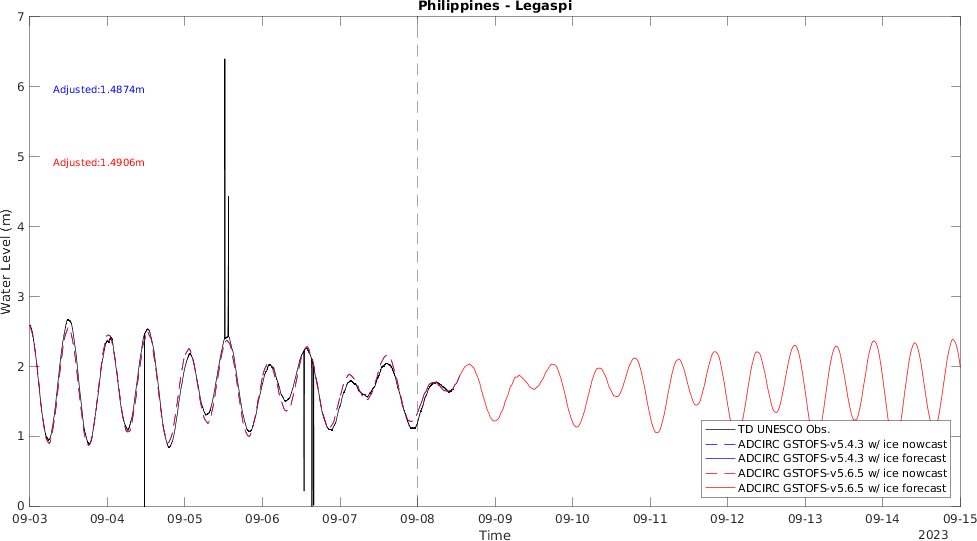 Philippines - Legaspi
7
6
5
4
3
2
1
0
Water Level (m)
Adjusted:1.4874m
Adjusted:1.4906m
TD UNESCO Obs.
ADCIRC GSTOFS-v5.4.3 w/ ice nowcast
ADCIRC GSTOFS-v5.4.3 w/ ice forecast
ADCIRC GSTOFS-v5.6.5 w/ ice nowcast
ADCIRC GSTOFS-v5.6.5 w/ ice forecast
09-03 09-04 09-05 09-06 09-07 09-08 09-09 09-10 09-11 09-12 09-13 09-14 09-15
Time
2023